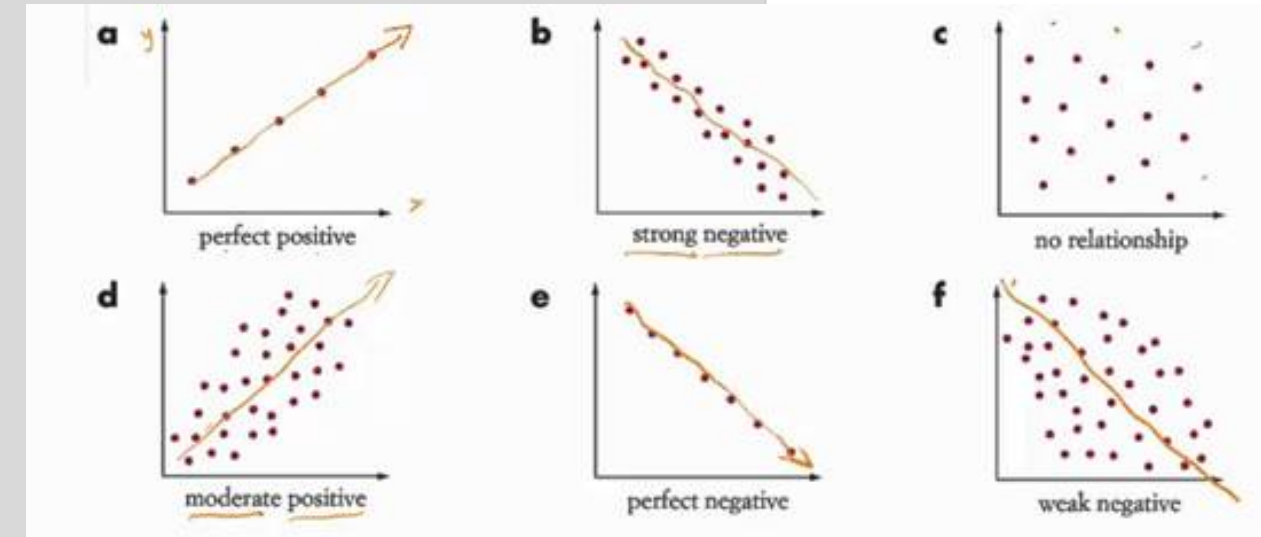 a
y
b
c
perfect positive
strong negative
no relationship
d
e
f
moderate positive
perfect negative
weak negative